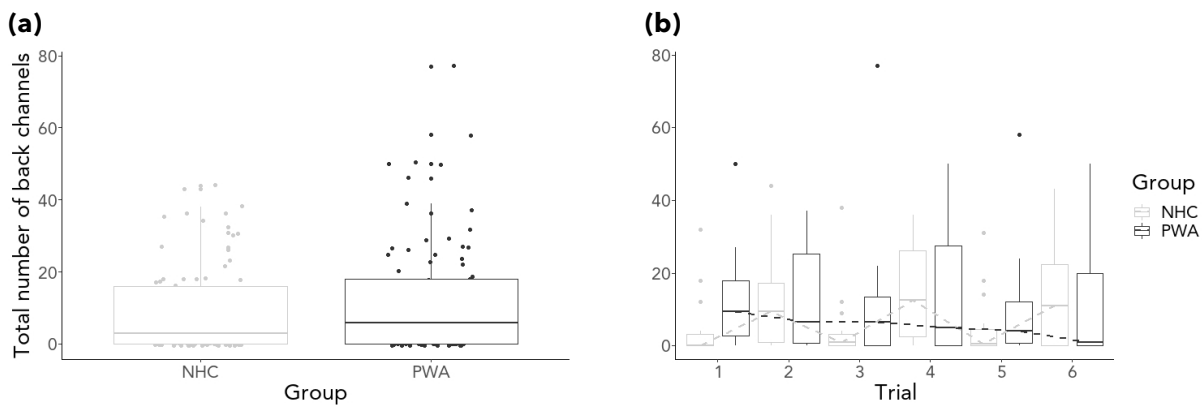 (a)
Total number of back channels
80
60
40
20
0
NHC PWA
Group
(b)
80
60
40
20
0
1 2 3 4 5 6
Trial
Group
NHC
PWA